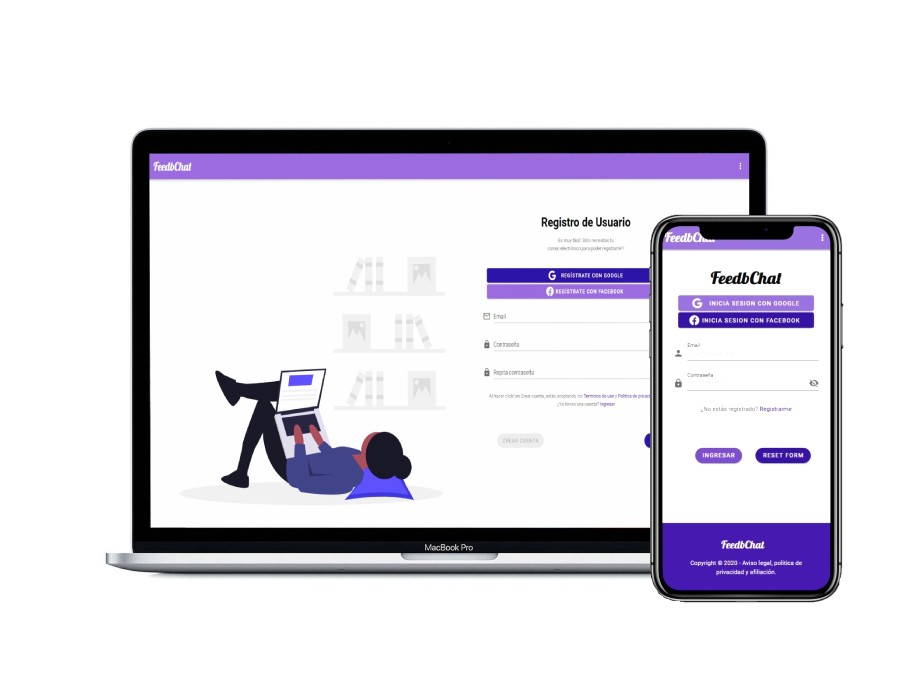 FeedbChat
Registro de Usuario
Es muy fácil! Sólo necesitas tu
correo electrónico para poder registrarte!
REGÍSTRATE CON GOOGLE
REGÍSTRATE CON FACEBOOK
Email
Contraseña
Repita contraseña
Al hacer click en Crear cuenta, estás aceptando los Términos de uso y Política de
¿Ya tienes una cuenta? Ingresar
CREAR CUENTA
MacBook Pro
FeedbChat
FeedbChat
INICIA SESION CON GOOGLE
INICIA SESION CON FACEBOOK
Email
Contraseña
¿No estás registrado? Registrarme
INGRESAR
RESET FORM
FeedbChat
Copyright © 2020 - Aviso legal, política de
privacidad y afiliación.